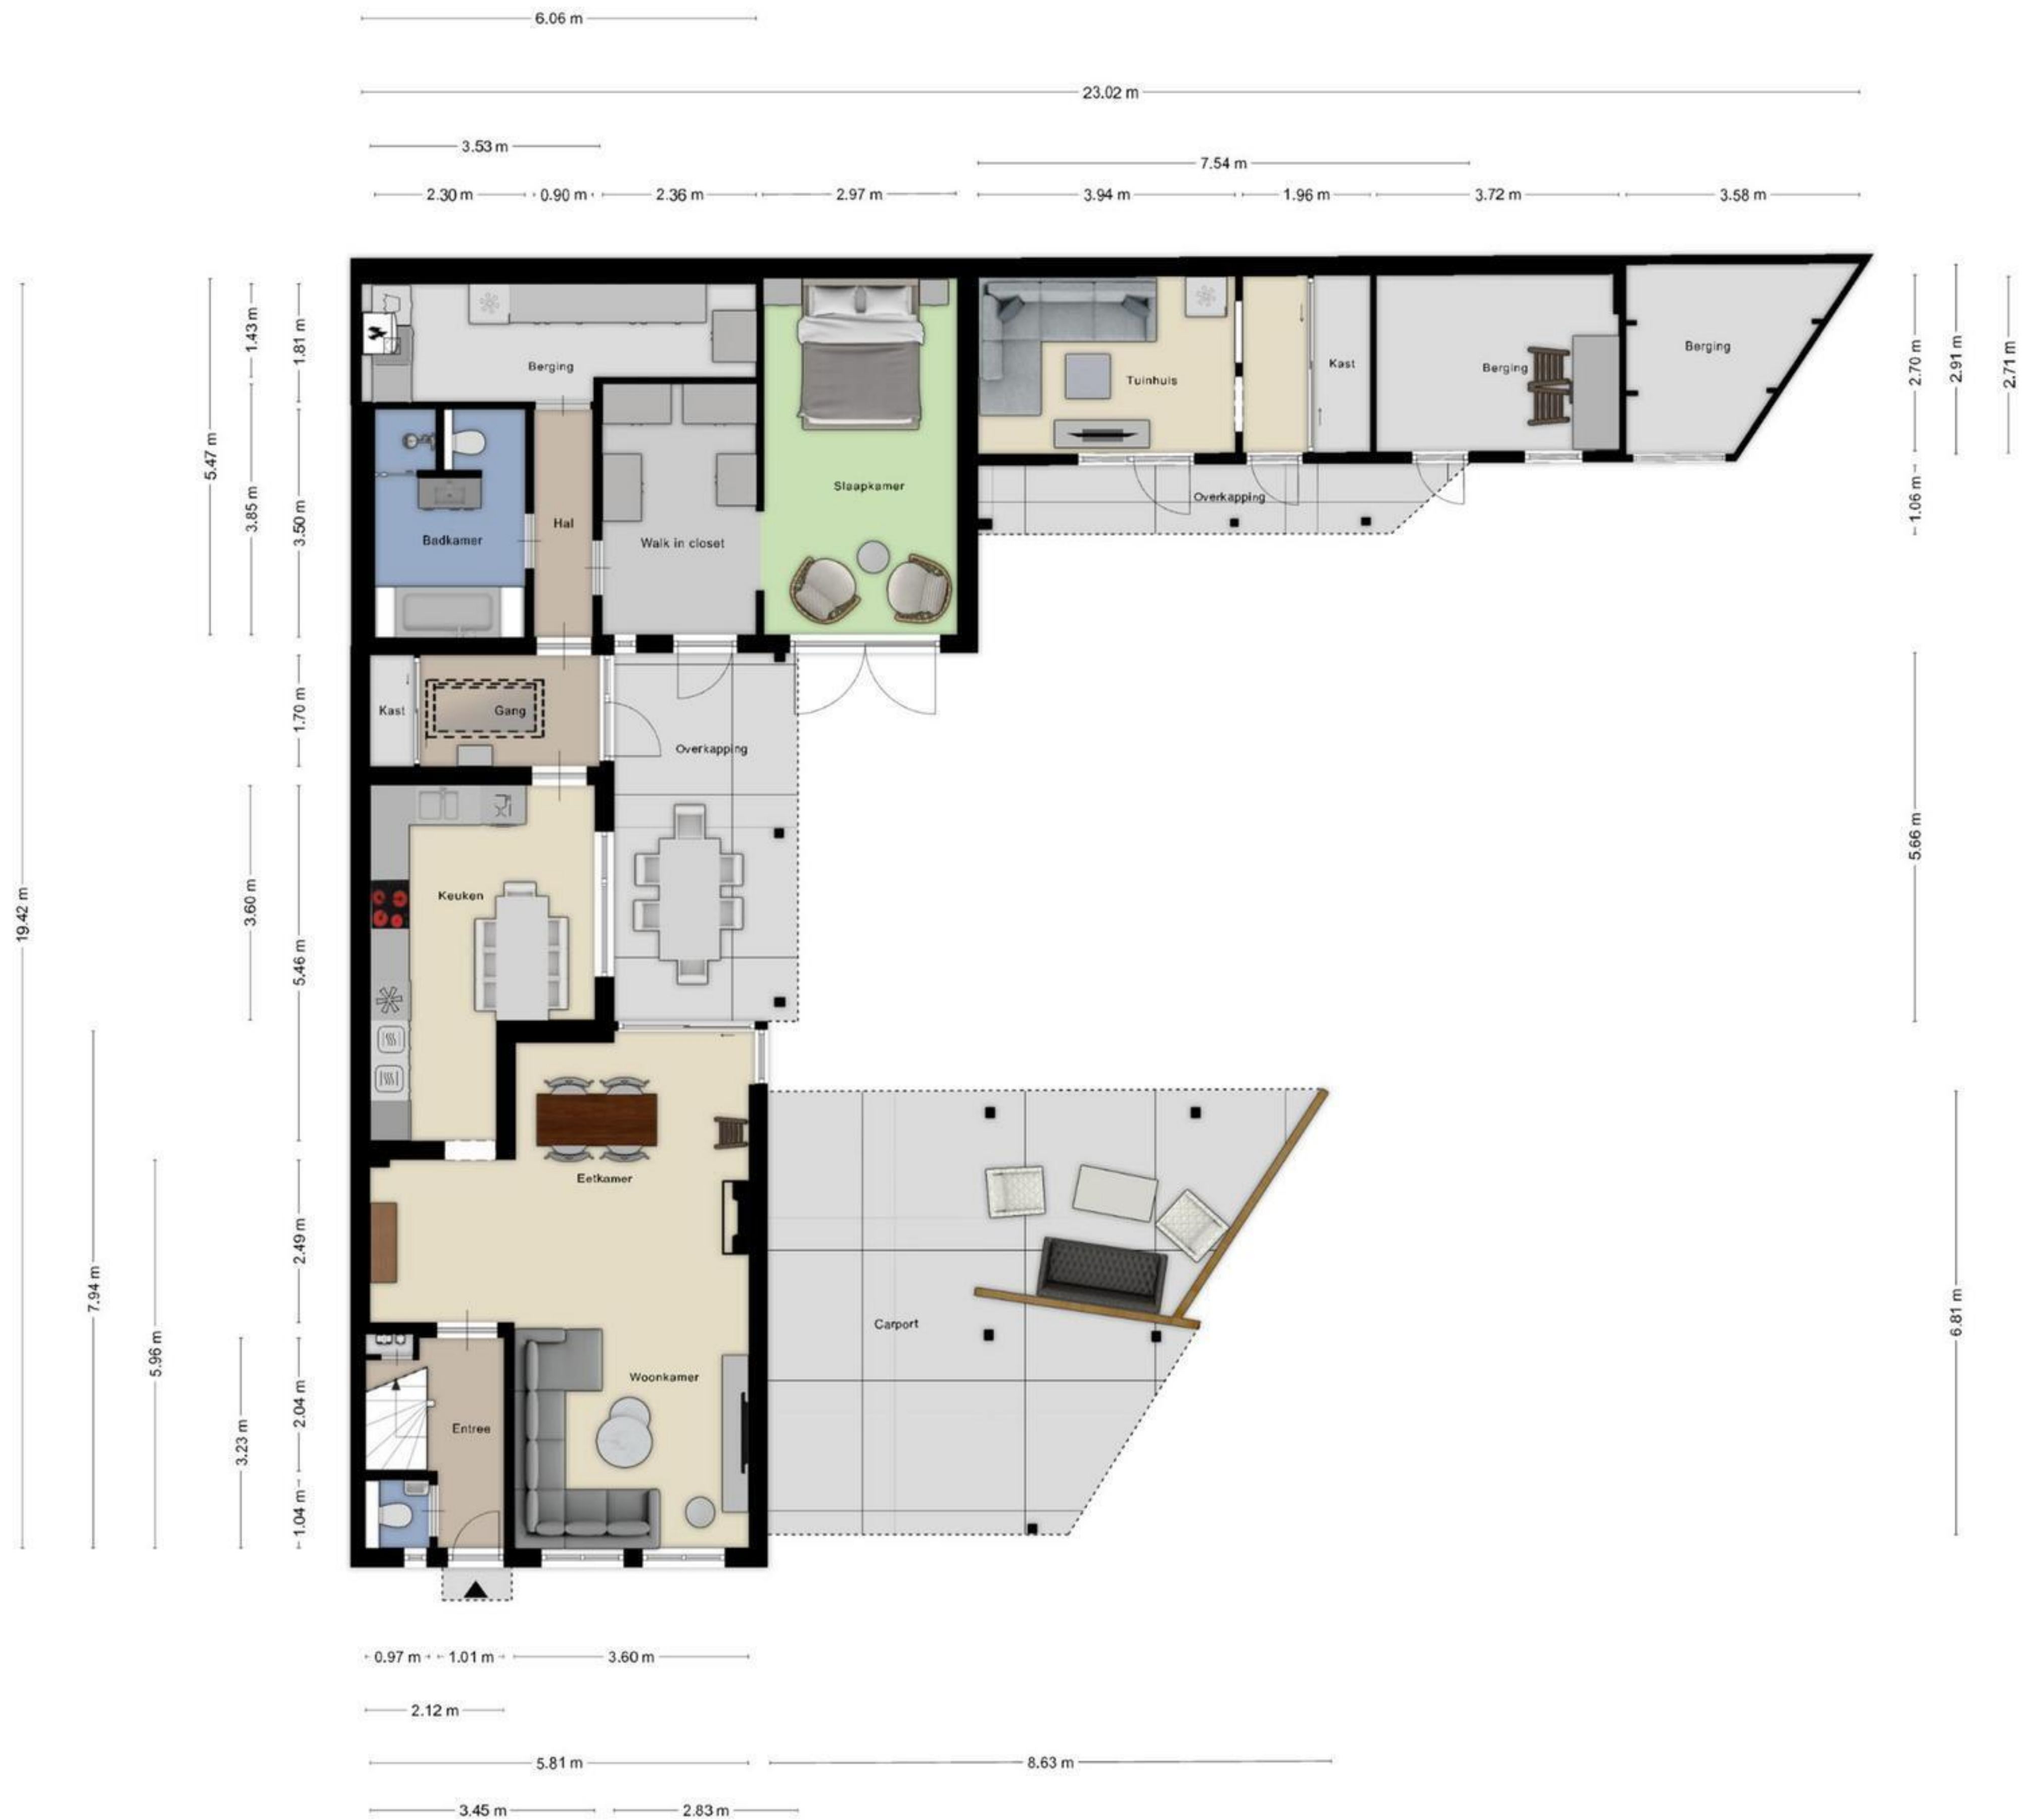 6.06 m
23.02 m
3.53 m
7.54 m
2.30 m
0.90 m
2.36 m
2.97 m
3.94 m
1.96 m
3.72 m
3.58 m
19.42 m
7.94 m
5.96 m
5.47 m
1.43 m
3.85 m
3.60 m
3.23 m
1.81 m
3.50 m
1.70 m
5.46 m
2.49 m
2.04 m
1.04 m
Berging
Badkamer
Hal
Walk in closet
Slaapkamer
Tuinhuis
Kast
Berging
Berging
Overkapping
Kast
Gang
Overkapping
Keuken
Eetkamer
Woonkamer
Entree
Carport
2.70 m
2.91 m
2.71 m
1.06 m
5.66 m
6.81 m
0.97 m
1.01 m
3.60 m
2.12 m
5.81 m
8.63 m
3.45 m
2.83 m